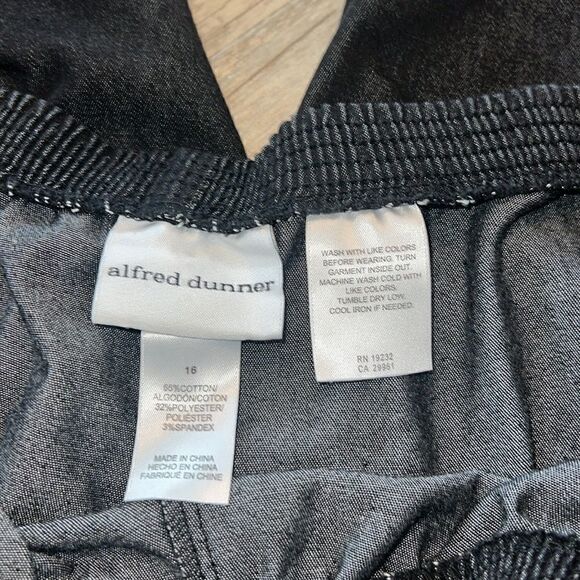 alfred dunner
16
65%COTTON/
ALGODÓN/COTON
32%POLYESTER/
POLIÉSTER
3%SPANDEX
MADE IN CHINA
HECHO EN CHINA
FABRIQUÉ EN CHINE
WASH WITH LIKE COLORS
BEFORE WEARING, TURN
GARMENT INSIDE OUT.
MACHINE WASH COLD WITH
LIKE COLORS.
TUMBLE DRY LOW.
COOL IRON IF NEEDED.
RN 19232
CA 29961